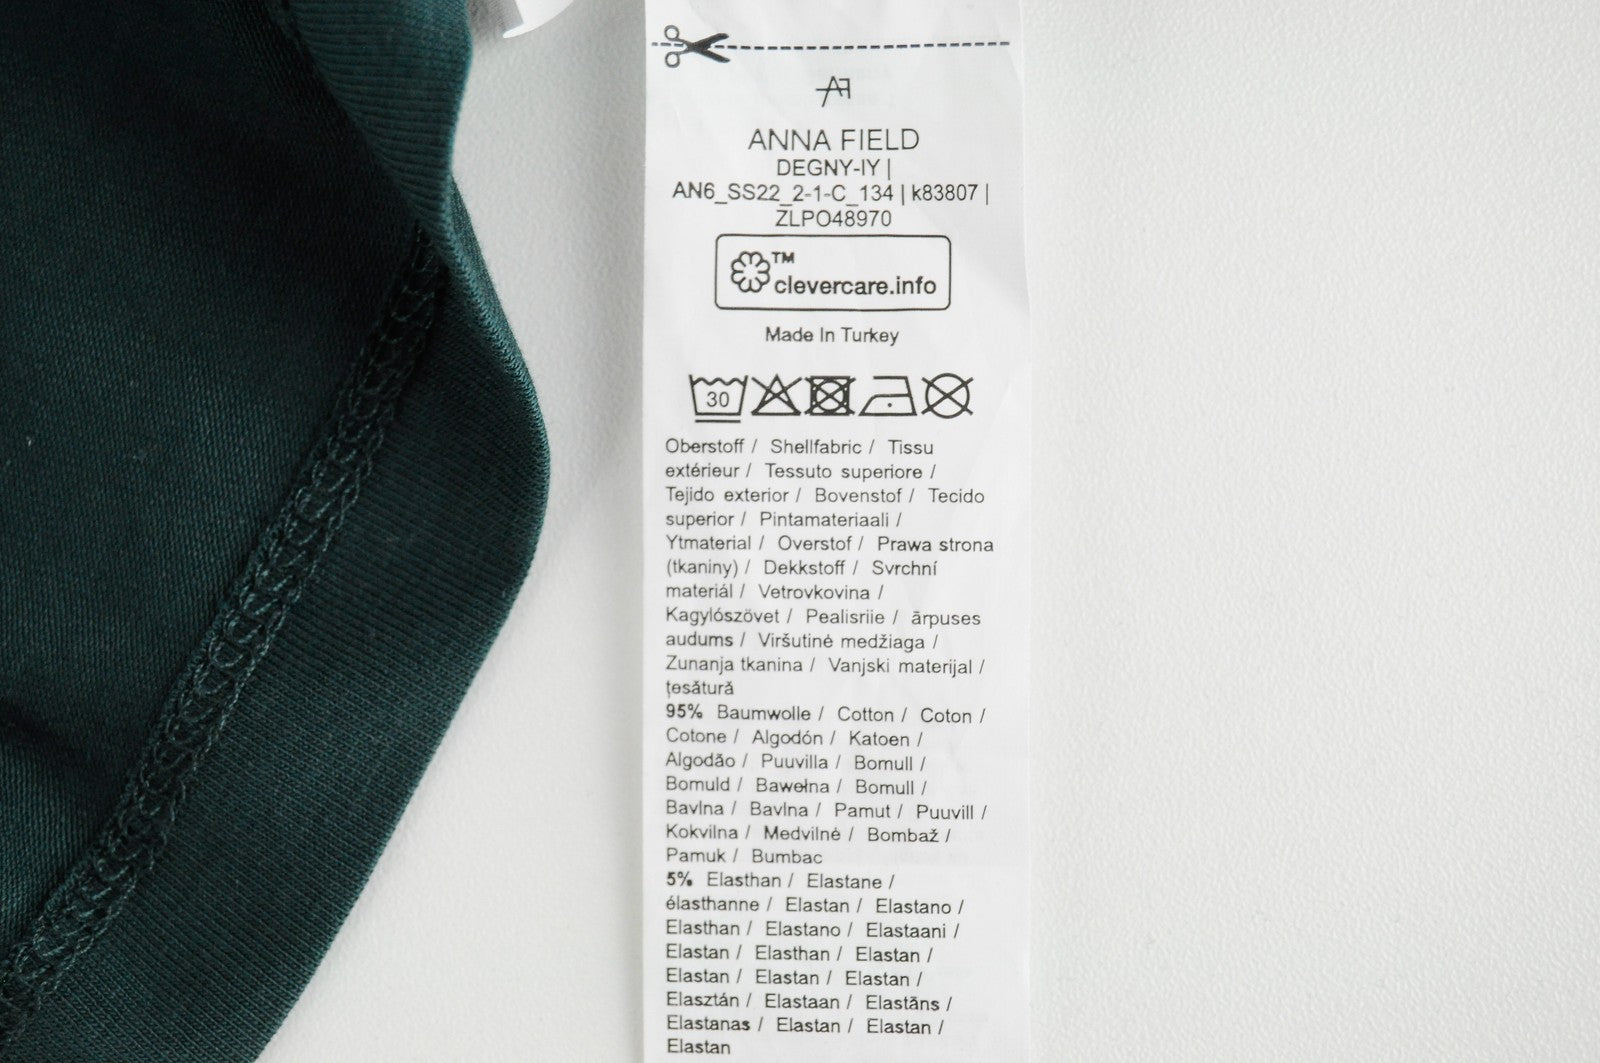 AF
ANNA FIELD
DEGNY-IY |
AN6_SS22_2-1-C_134 | k83807 |
ZLPO48970
TM
clevercare.info
Made In Turkey
30
Oberstoff / Shellfabric / Tissu
extérieur / Tessuto superiore /
Tejido exterior / Bovenstof / Tecido
superior / Pintamateriaali /
Ytmaterial / Overstof / Prawa strona
(tkaniny) / Dekkstoff / Svrchní
materiál / Vetrovkovina /
Kagylószövet / Pealisriie / ārpuses
audums / Viršutinė medžiaga /
Zunanja tkanina / Vanjski materijal /
țesătură
95% Baumwolle / Cotton / Coton /
Cotone / Algodón / Katoen /
Algodão / Puuvilla / Bomull /
Bomuld / Bawełna / Bomull /
Bavlna / Bavlna / Pamut / Puuvill /
Kokvilna / Medvilnė / Bombaž /
Pamuk / Bumbac
5% Elasthan / Elastane /
élasthanne / Elastan / Elastano /
Elasthan / Elastano / Elastaani /
Elastan / Elasthan / Elastan /
Elastan / Elastan / Elastan /
Elasztán / Elastaan / Elastāns /
Elastanas / Elastan / Elastan /
Elastan